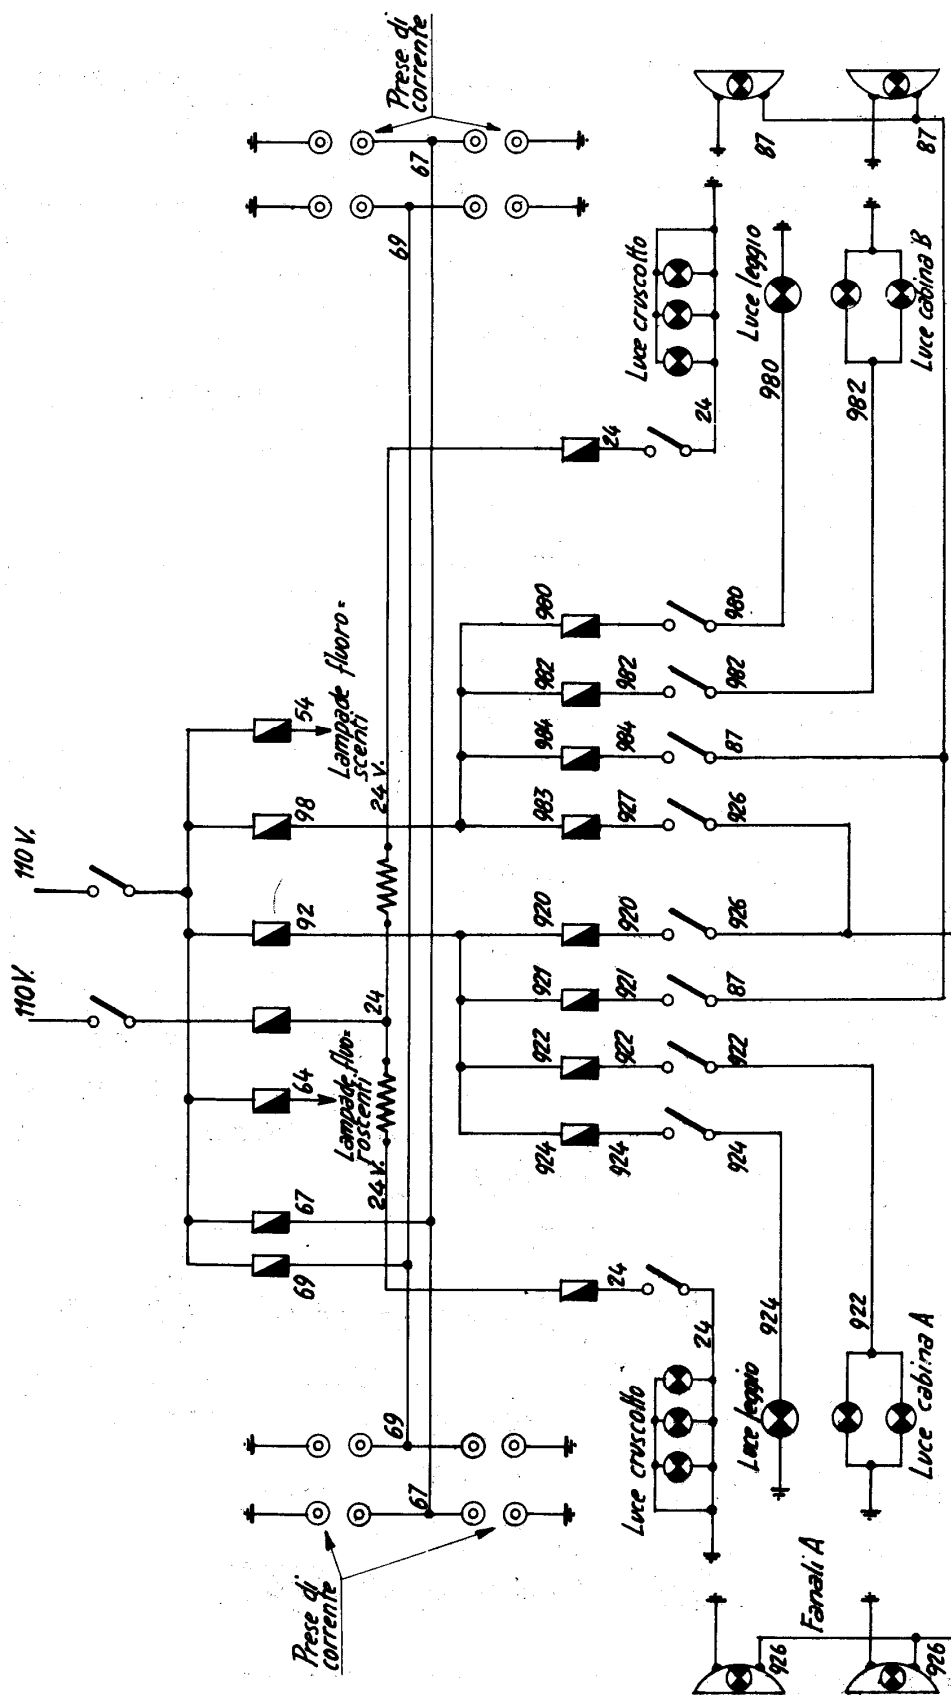 110 V.
110 V.
Prese di
corrente
67
69
69
67
64
Lampade fluo=
rescenti
24 V.
24
92
98
54
Lampade fluoro=
scenti
24 V.
69
67
Prese di
corrente
67
69
24
24
Luce cruscotto
924
922
921
920
983
984
982
980
924
922
921
920
927
984
982
924
922
87
926
926
87
982
980
24
24
Luce cruscotto
Luce leggio
924
980
Luce leggio
922
Luce cabina A
982
Luce cabina B
Fanali A
926
926
87
87